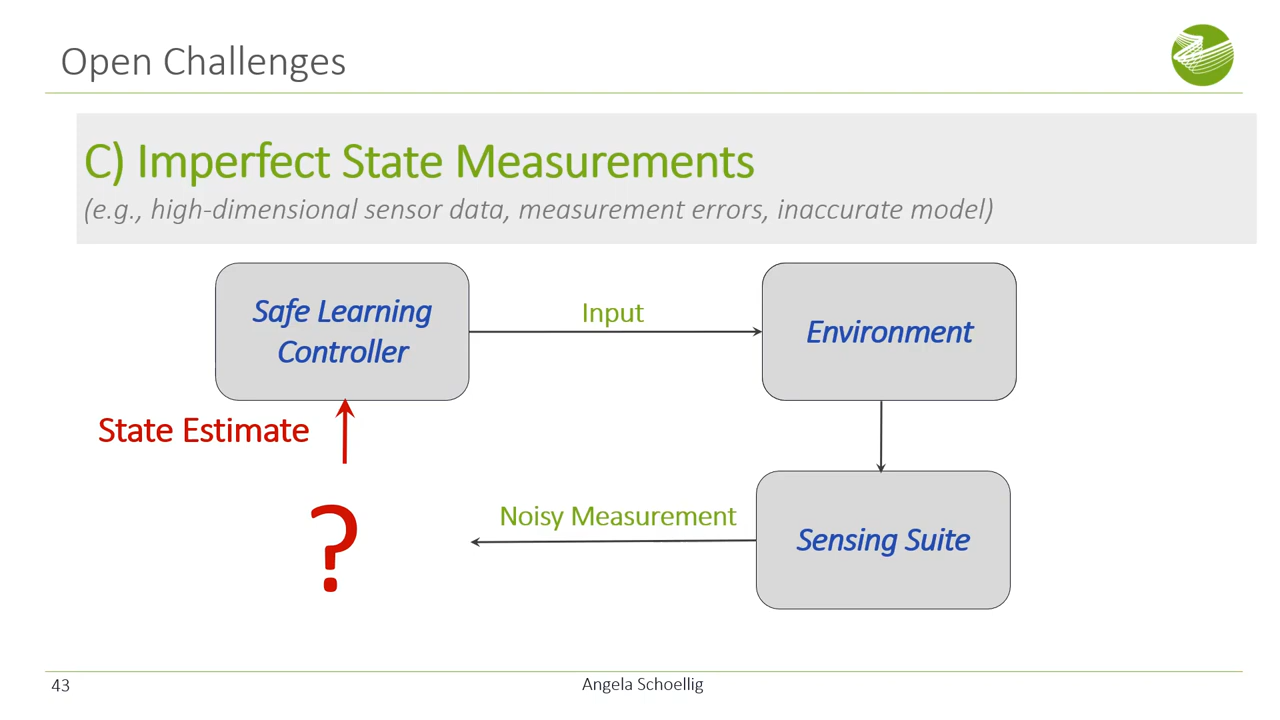 Open Challenges
C) Imperfect State Measurements
(e.g., high-dimensional sensor data, measurement errors, inaccurate model)
Safe Learning
Controller
Input
Environment
State Estimate
?
Noisy Measurement
Sensing Suite
43
Angela Schoellig